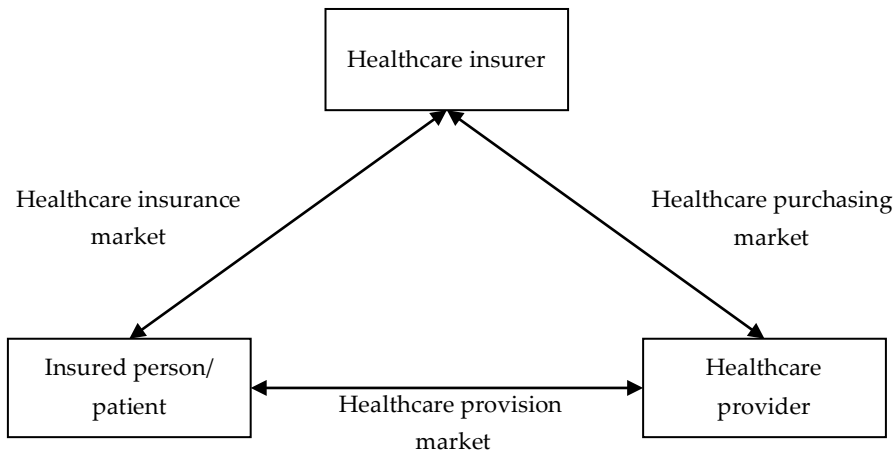 Healthcare insurer
Healthcare insurance
market
Healthcare purchasing
market
Insured person/
patient
Healthcare provision
market
Healthcare
provider